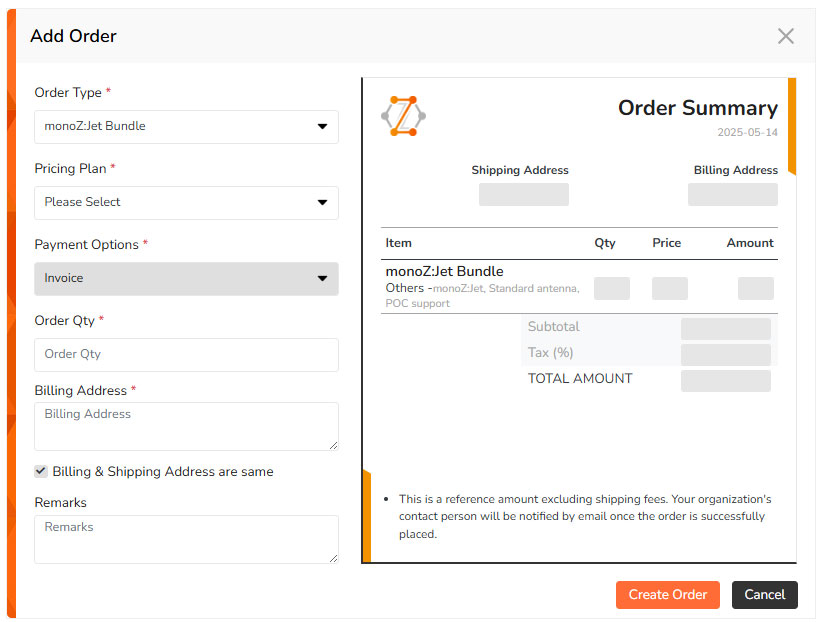 Add Order
Order Type *
monoZ:Jet Bundle
Pricing Plan *
Please Select
Payment Options *
Invoice
Order Qty *
Order Qty
Billing Address *
Billing Address
Billing & Shipping Address are same
Remarks
Remarks
Order Summary
2025-05-14
Shipping Address Billing Address
Item Qty Price Amount
monoZ:Jet Bundle
Others -monoZ:Jet, Standard antenna,
POC support
Subtotal
Tax (%)
TOTAL AMOUNT
• This is a reference amount excluding shipping fees. Your organization's
contact person will be notified by email once the order is successfully
placed.
Create Order Cancel